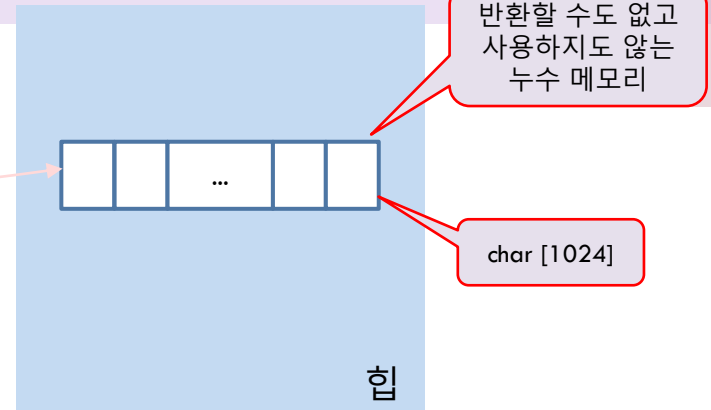 반환할 수도 없고
사용하지도 않는
누수 메모리
...
char [1024]
힙